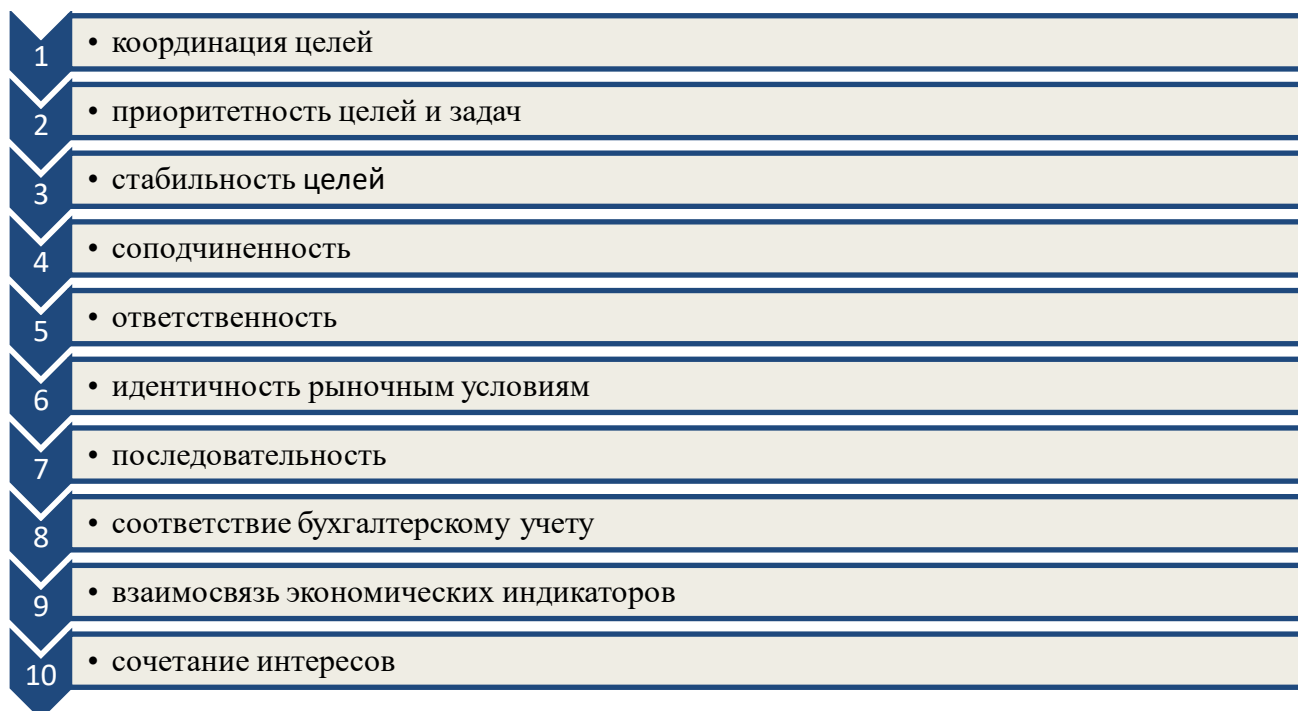 1 • координация целей
2 • приоритетность целей и задач
3 • стабильность целей
4 • соподчиненность
5 • ответственность
6 • идентичность рыночным условиям
7 • последовательность
8 • соответствие бухгалтерскому учету
9 • взаимосвязь экономических индикаторов
10 • сочетание интересов